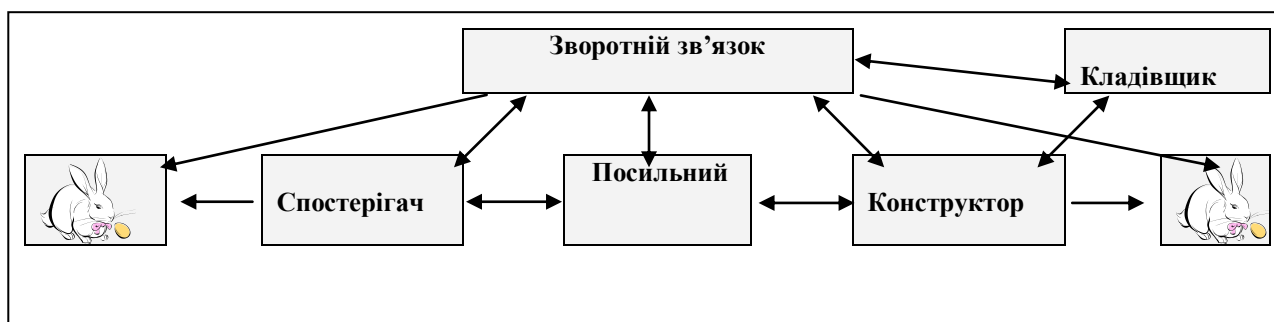 Зворотній зв’язок
Кладівщик
Посильний
Спостерігач
Конструктор